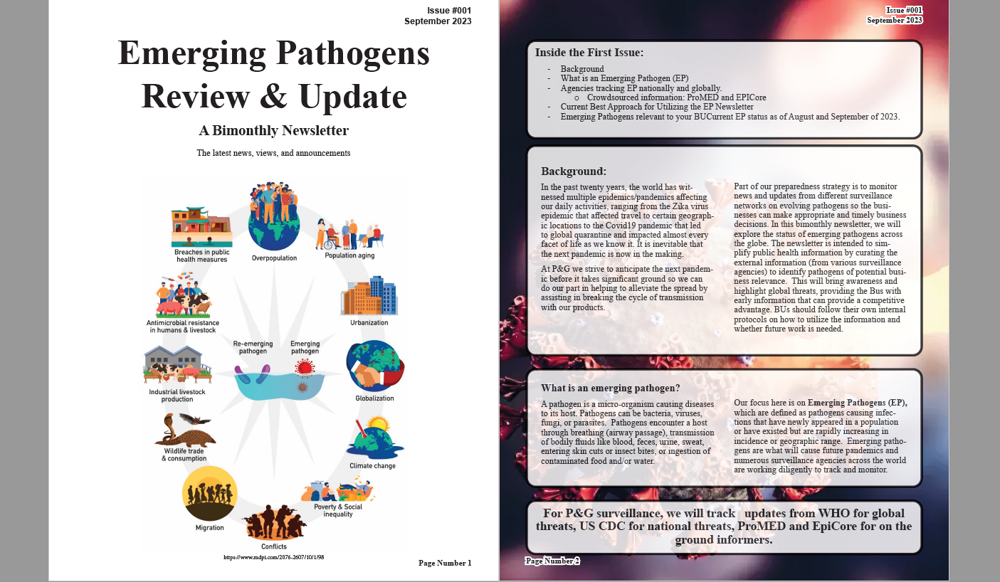 Issue #001
September 2023
Emerging Pathogens
Review & Update
A Bimonthly Newsletter
The latest news, views, and announcements
Breaches in public
health measures
Overpopulation
Population aging
Antimicrobial resistance
in humans & livestock
Urbanization
Re-emerging
pathogen
Emerging
pathogen
Industrial livestock
production
Globalization
Wildlife trade
& consumption
Climate change
Migration
Poverty & Social
inequality
Conflicts
https://www.mdpi.com/2076-2607/10/1/98
Page Number 1
Issue #001
September 2023
Inside the First Issue:
- Background
- What is an Emerging Pathogen (EP)
- Agencies tracking EP nationally and globally.
o Crowdsourced information: ProMED and EPICore
- Current Best Approach for Utilizing the EP Newsletter
- Emerging Pathogens relevant to your BUCurrent EP status as of August and September of 2023.
Background:
In the past twenty years, the world has wit-
nessed multiple epidemics/pandemics affecting
our daily activities, ranging from the Zika virus
epidemic that affected travel to certain geograph-
ic locations to the Covid19 pandemic that led
to global quarantine and impacted almost every
facet of life as we know it. It is inevitable that
the next pandemic is now in the making.
At P&G we strive to anticipate the next pandem-
ic before it takes significant ground so we can
do our part in helping to alleviate the spread by
assisting in breaking the cycle of transmission
with our products.
Part of our preparedness strategy is to monitor
news and updates from different surveillance
networks on evolving pathogens so the busi-
nesses can make appropriate and timely business
decisions. In this bimonthly newsletter, we will
explore the status of emerging pathogens across
the globe. The newsletter is intended to sim-
plify public health information by curating the
external information (from various surveillance
agencies) to identify pathogens of potential busi-
ness relevance. This will bring awareness and
highlight global threats, providing the Bus with
early information that can provide a competitive
advantage. BUs should follow their own internal
protocols on how to utilize the information and
whether future work is needed.
What is an emerging pathogen?
A pathogen is a micro-organism causing diseases
to its host. Pathogens can be bacteria, viruses,
fungi, or parasites. Pathogens encounter a host
through breathing (airway passage), transmission
of bodily fluids like blood, feces, urine, sweat,
entering skin cuts or insect bites, or ingestion of
contaminated food and/or water.
Our focus here is on Emerging Pathogens (EP),
which are defined as pathogens causing infec-
tions that have newly appeared in a population
or have existed but are rapidly increasing in
incidence or geographic range. Emerging patho-
gens are what will cause future pandemics and
numerous surveillance agencies across the world
are working diligently to track and monitor.
For P&G surveillance, we will track updates from WHO for global
threats, US CDC for national threats, ProMED and EpiCore for on the
ground informers.
Page Number 2